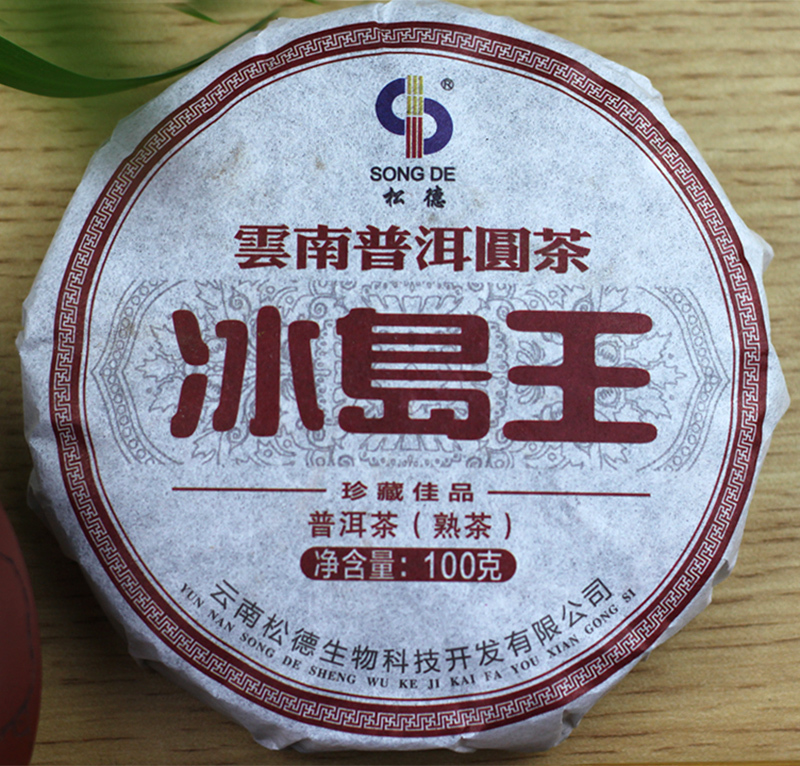 ®
SONG DE
松德
雲南普洱圓茶
冰島王
珍藏佳品
普洱茶(熟茶)
净含量:100克
云南松德生物科技开发有限公司
YUN NAN SONG DE SHENG WU KE JI KAI FA YOU XIAN GONG SI